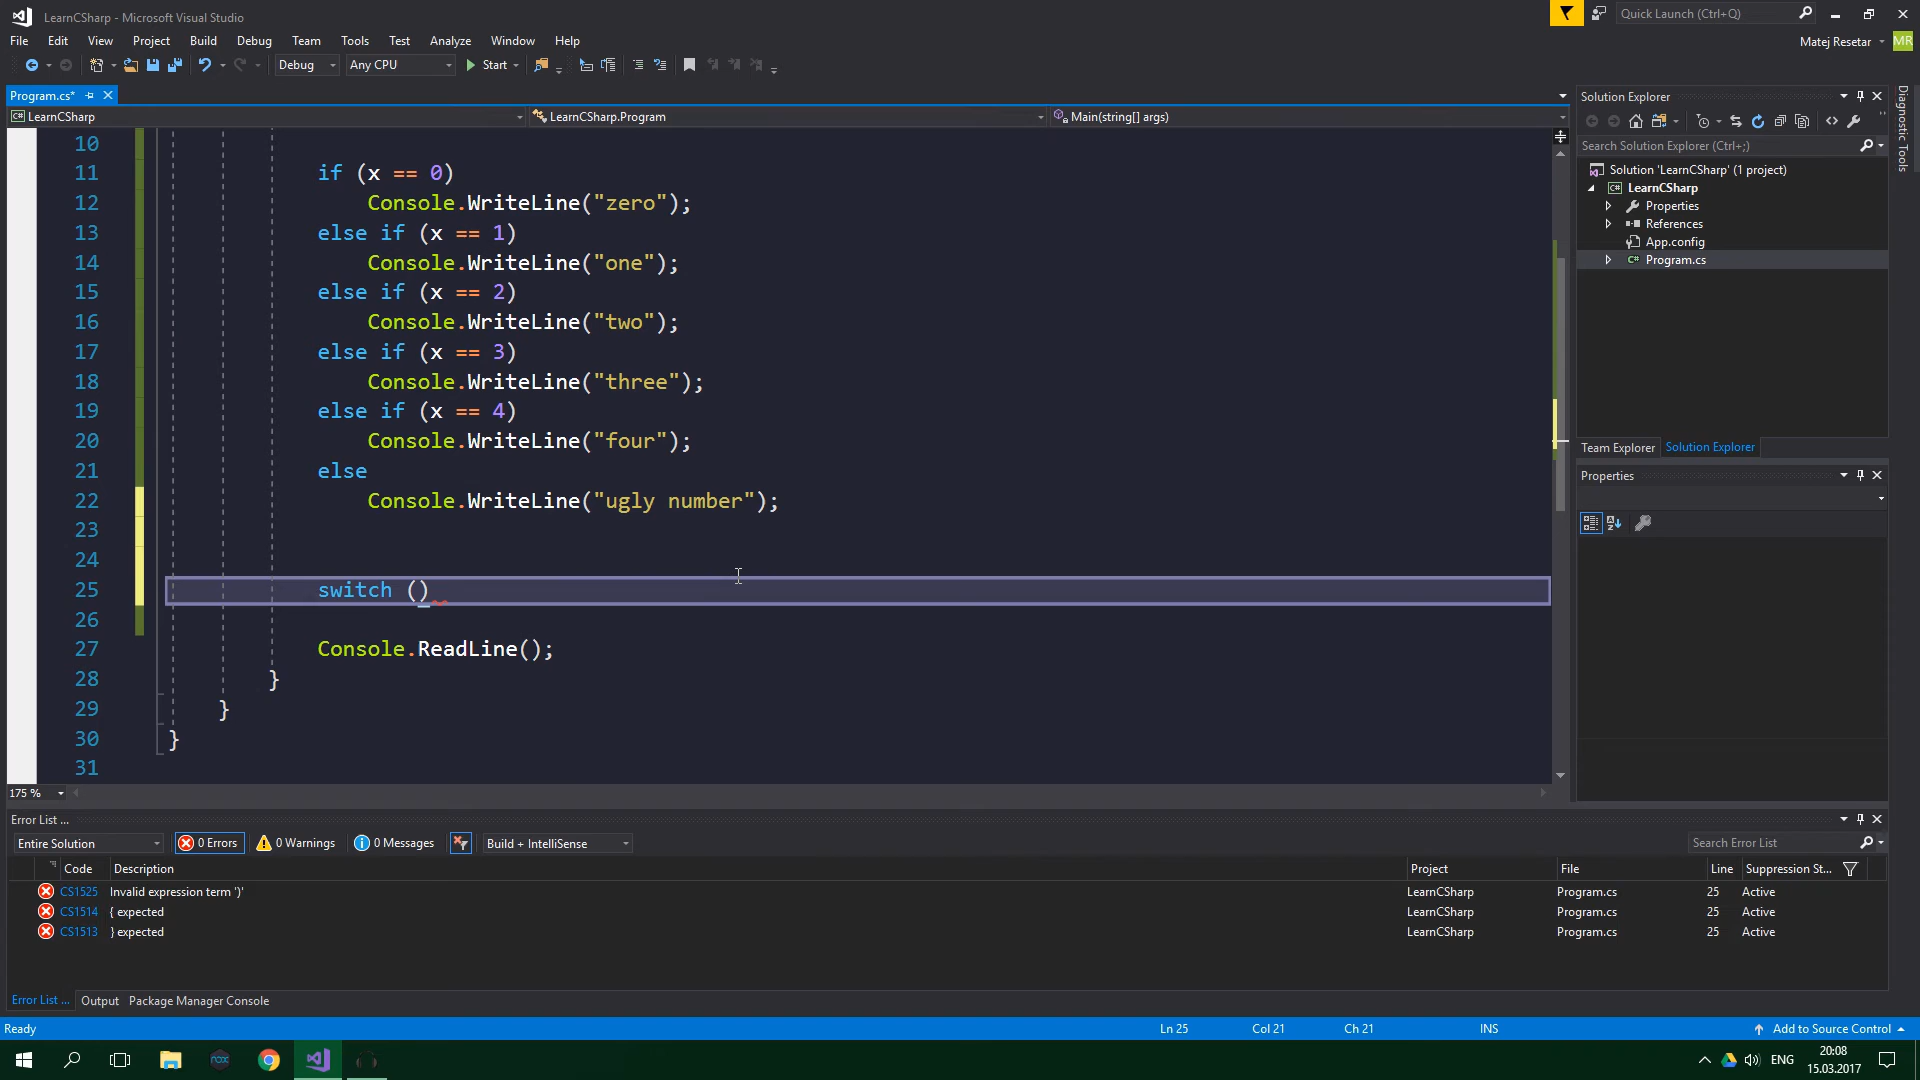 LearnCSharp - Microsoft Visual Studio
Quick Launch (Ctrl+Q)
File Edit View Project Build Debug Team Tools Test Analyze Window Help
Matej Resetar MR
Debug Any CPU Start
Program.cs*
LearnCSharp LearnCSharp.Program Main(string[] args)
10
11 if (x == 0)
12 Console.WriteLine("zero");
13 else if (x == 1)
14 Console.WriteLine("one");
15 else if (x == 2)
16 Console.WriteLine("two");
17 else if (x == 3)
18 Console.WriteLine("three");
19 else if (x == 4)
20 Console.WriteLine("four");
21 else
22 Console.WriteLine("ugly number");
23
24
25 switch ()
26
27 Console.ReadLine();
28 }
29 }
30 }
31
175 %
Solution Explorer
Search Solution Explorer (Ctrl+;)
Solution 'LearnCSharp' (1 project)
LearnCSharp
Properties
References
App.config
Program.cs
Team Explorer Solution Explorer
Properties
Diagnostic Tools
Error List ...
Entire Solution 0 Errors 0 Warnings 0 Messages Build + IntelliSense Search Error List
Code Description Project File Line Suppression St...
CS1525 Invalid expression term ')' LearnCSharp Program.cs 25 Active
CS1514 { expected LearnCSharp Program.cs 25 Active
CS1513 } expected LearnCSharp Program.cs 25 Active
Error List ... Output Package Manager Console
Ready Ln 25 Col 21 Ch 21 INS Add to Source Control
nox ENG 20:08
15.03.2017